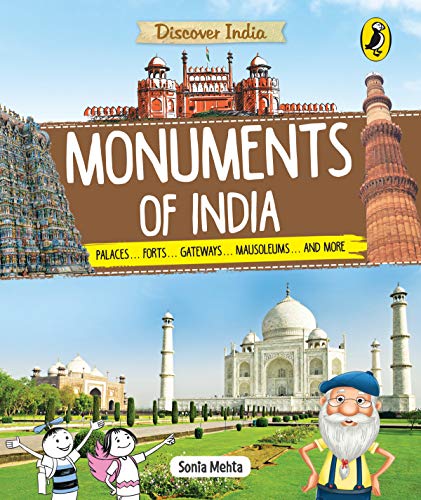 Discover India
MONUMENTS
OF INDIA
PALACES... FORTS... GATEWAYS... MAUSOLEUMS... AND MORE
Sonia Mehta